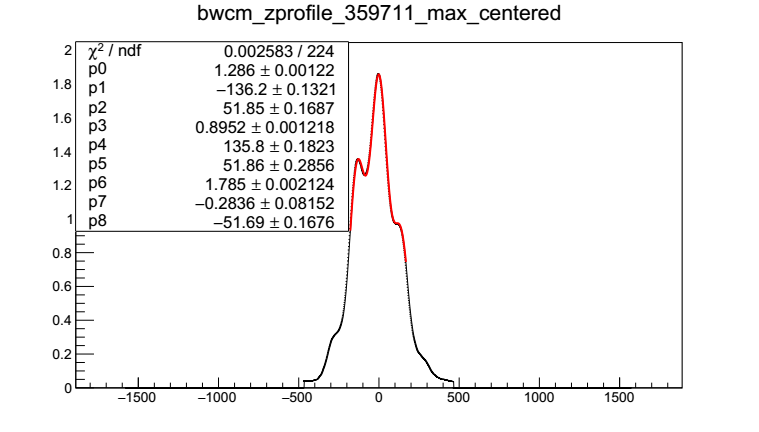 bwcm_zprofile_359711_max_centered
χ² / ndf 0.002583 / 224
p0 1.286 ± 0.00122
p1 −136.2 ± 0.1321
p2 51.85 ± 0.1687
p3 0.8952 ± 0.001218
p4 135.8 ± 0.1823
p5 51.86 ± 0.2856
p6 1.785 ± 0.002124
p7 −0.2836 ± 0.08152
p8 −51.69 ± 0.1676
2
1.8
1.6
1.4
1.2
1
0.8
0.6
0.4
0.2
0
−1500 −1000 −500 0 500 1000 1500